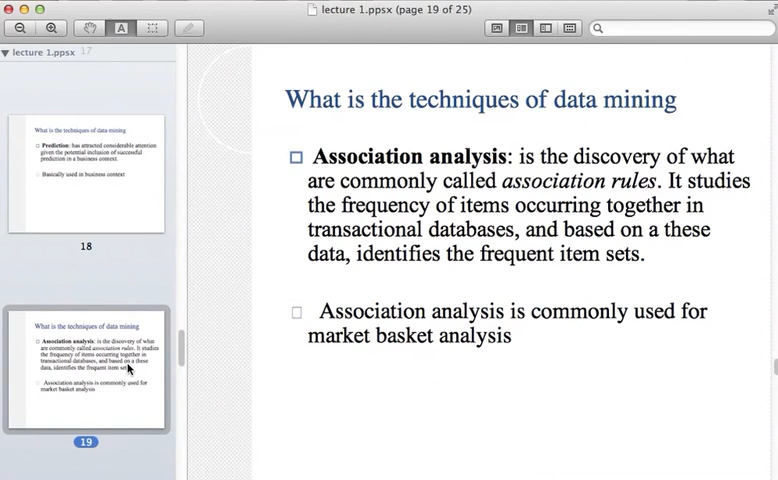 lecture 1.ppsx (page 19 of 25)
lecture 1.ppsx 17
What is the techniques of data mining
Prediction: has attracted considerable attention
given the potential inclusion of successful
prediction in a business context.
Basically used in business context
18
What is the techniques of data mining
Association analysis: is the discovery of what
are commonly called association rules. It studies
the frequency of items occurring together in
transactional databases, and based on a these
data, identifies the frequent item sets.
Association analysis is commonly used for
market basket analysis
19
What is the techniques of data mining
Association analysis: is the discovery of what
are commonly called association rules. It studies
the frequency of items occurring together in
transactional databases, and based on a these
data, identifies the frequent item sets.
Association analysis is commonly used for
market basket analysis